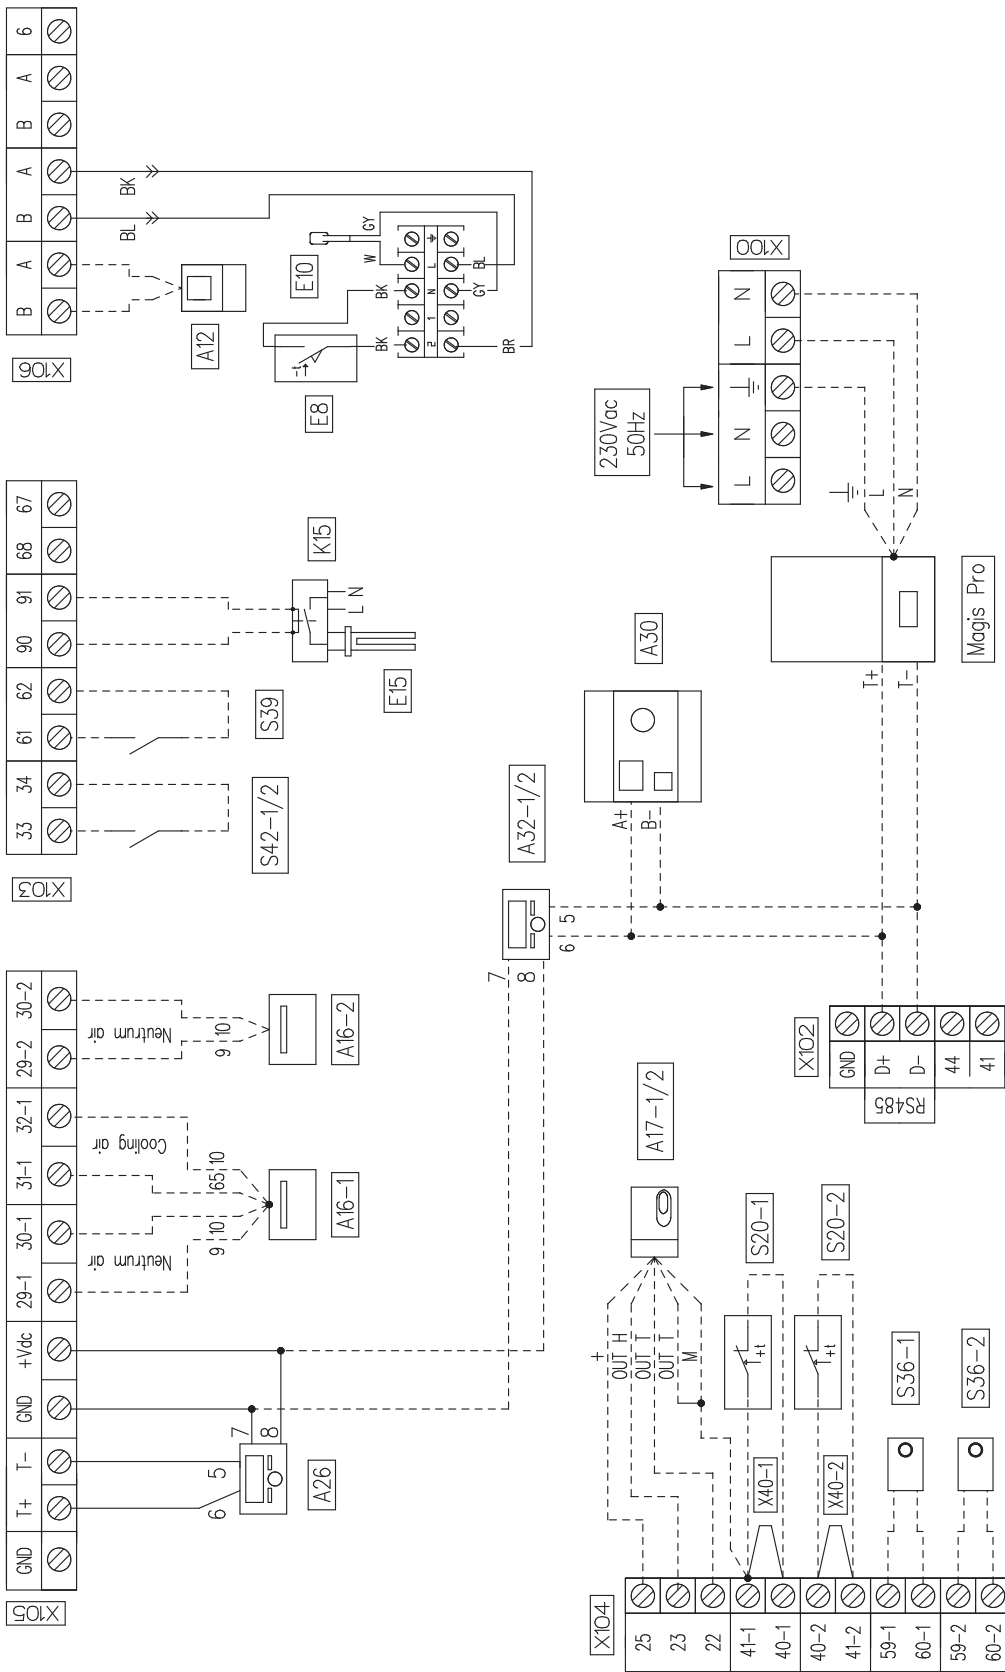 X105
GND
T+
T-
GND
+Vdc
29-1
30-1
31-1
32-1
29-2
30-2
Neutrum air
Cooling air
Neutrum air
9
10
65
10
9
10
A16-1
A16-2
6
5
7
8
A26
X103
33
34
61
62
90
91
68
67
S42-1/2
S39
K15
L
N
E15
X106
B
A
B
A
B
A
6
BL
BK
A12
E8
-t
E10
W
GY
BK
BK
2
1
N
L
BR
GY
BL
7
8
6
5
A32-1/2
A+
B-
A30
230Vac
50Hz
X100
L
N
L
N
L
N
Magis Pro
T+
T-
X102
GND
D+
D-
44
41
RS485
A17-1/2
+
OUT H
OUT T
OUT T
M
S20-1
+t
S20-2
+t
X40-1
X40-2
S36-1
S36-2
X104
25
23
22
41-1
40-1
40-2
41-2
59-1
60-1
59-2
60-2